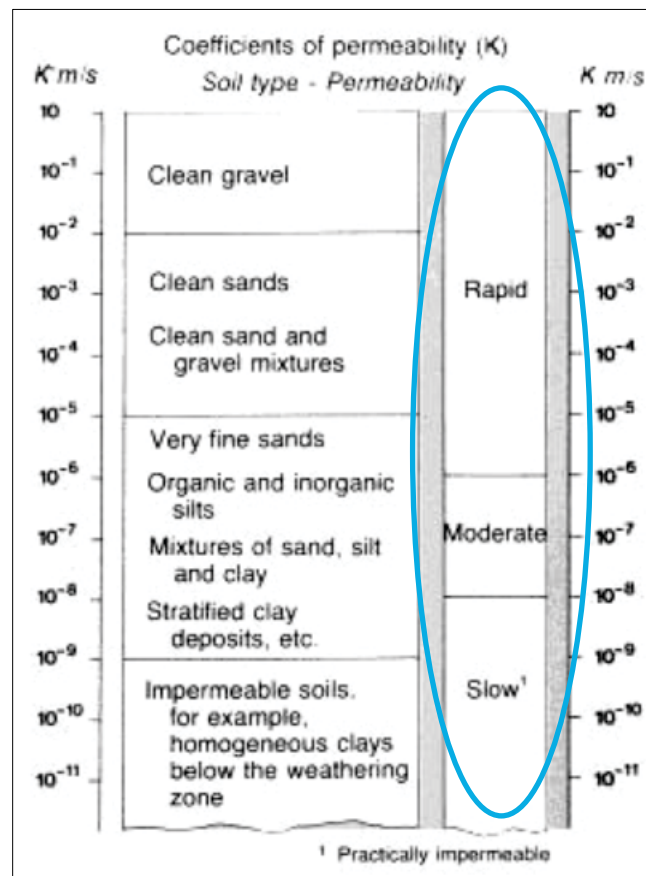 Coefficients of permeability (K)
K m/s Soil type - Permeability K m/s
10 10
10⁻¹ 10⁻¹
Clean gravel
10⁻² 10⁻²
Clean sands
10⁻³ Rapid 10⁻³
Clean sand and
10⁻⁴ gravel mixtures 10⁻⁴
10⁻⁵ 10⁻⁵
Very fine sands
10⁻⁶ 10⁻⁶
Organic and inorganic
silts
10⁻⁷ Moderate 10⁻⁷
Mixtures of sand, silt
and clay
10⁻⁸ 10⁻⁸
Stratified clay
deposits, etc.
10⁻⁹ 10⁻⁹
Impermeable soils, Slow¹
for example,
10⁻¹⁰ 10⁻¹⁰
homogeneous clays
below the weathering
10⁻¹¹ 10⁻¹¹
zone
¹ Practically impermeable